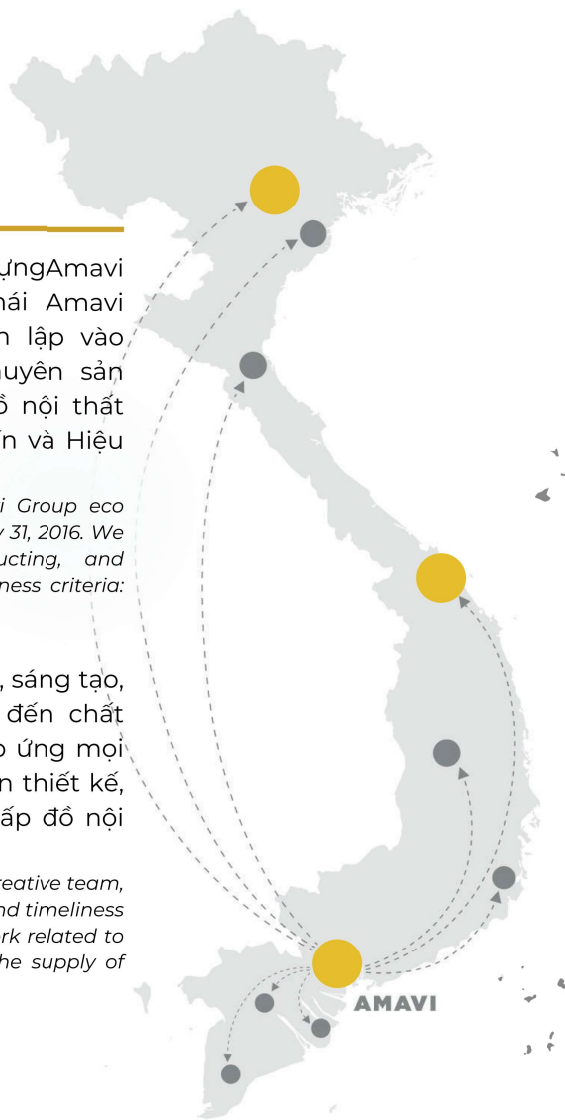 ựngAmavi
hái Amavi
n lập vào
huyên sản
ồ nội thất
ín và Hiệu
i Group eco
y 31, 2016. We
ucting, and
ness criteria:
, sáng tạo,
đến chất
p ứng mọi
n thiết kế,
ấp đồ nội
reative team,
nd timeliness
rk related to
he supply of
AMAVI